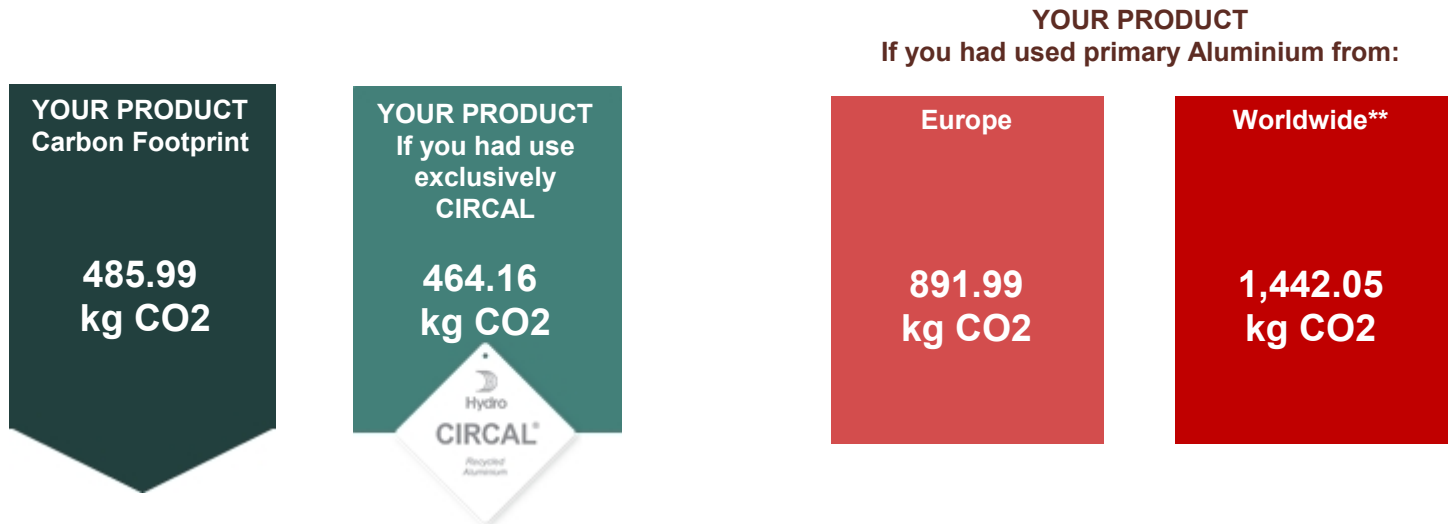 YOUR PRODUCT
If you had used primary Aluminium from:
YOUR PRODUCT
Carbon Footprint
485.99
kg CO2
YOUR PRODUCT
If you had use
exclusively
CIRCAL
464.16
kg CO2
Hydro
CIRCAL®
Recycled
Aluminium
Europe
891.99
kg CO2
Worldwide**
1,442.05
kg CO2